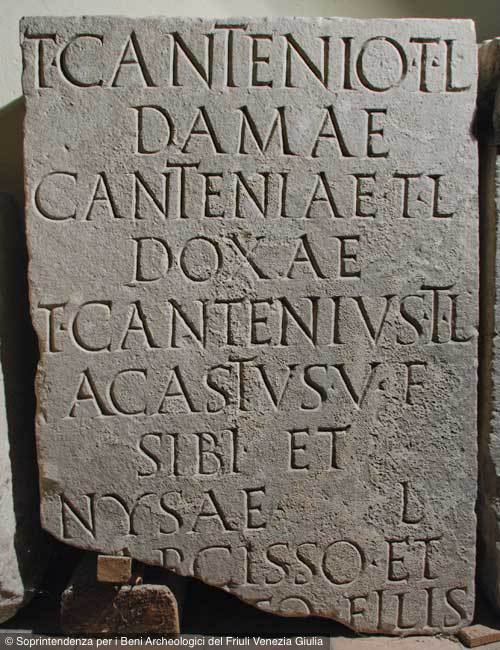 T·CANTENIO·T·L
DAMAE
CANTENIAE·T·L
DOXAE
T·CANTENIVS·T·L
ACASTVS·V·F
SIBI· ET
NYSAE· L
ARCISSO·ET
FILIS
© Soprintendenza per i Beni Archeologici del Friuli Venezia Giulia